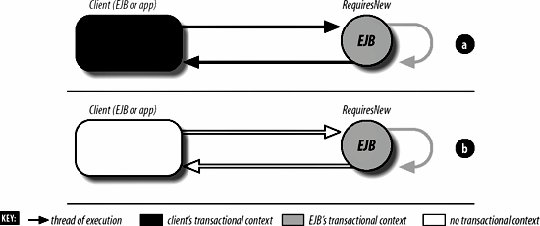 Client (EJB or app)
RequiresNew
EJB
a
Client (EJB or app)
RequiresNew
EJB
b
KEY: thread of execution client's transactional context EJB's transactional context no transactional context